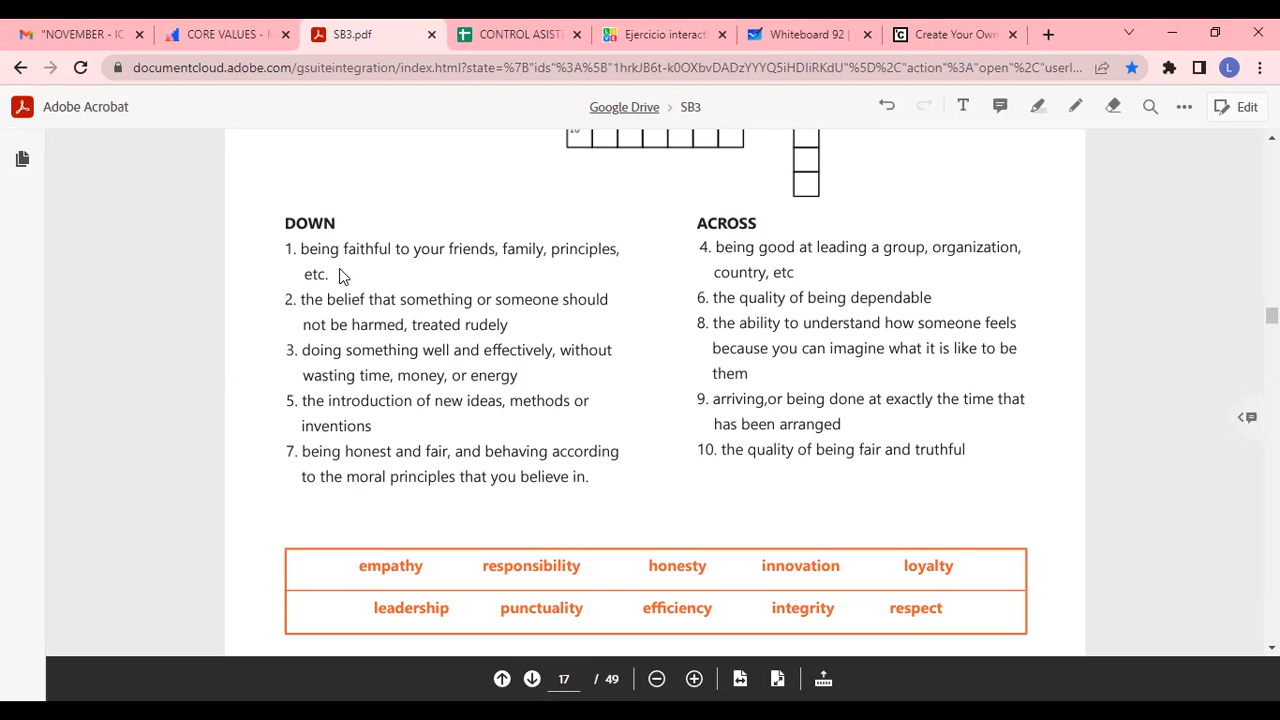 "NOVEMBER - IC
CORE VALUES - M
SB3.pdf
CONTROL ASIST
Ejercicio interact
Whiteboard 92 |
Create Your Own
documentcloud.adobe.com/gsuiteintegration/index.html?state=%7B"ids"%3A%5B"1hrkJB6t-k0OXbvDADzYYYQ5iHDIiRKdU"%5D%2C"action"%3A"open"%2C"userI...
L
Adobe Acrobat
Google Drive > SB3
Edit
10
DOWN
1. being faithful to your friends, family, principles,
etc.
2. the belief that something or someone should
not be harmed, treated rudely
3. doing something well and effectively, without
wasting time, money, or energy
5. the introduction of new ideas, methods or
inventions
7. being honest and fair, and behaving according
to the moral principles that you believe in.
ACROSS
4. being good at leading a group, organization,
country, etc
6. the quality of being dependable
8. the ability to understand how someone feels
because you can imagine what it is like to be
them
9. arriving,or being done at exactly the time that
has been arranged
10. the quality of being fair and truthful
empathy responsibility honesty innovation loyalty
leadership punctuality efficiency integrity respect
17 / 49